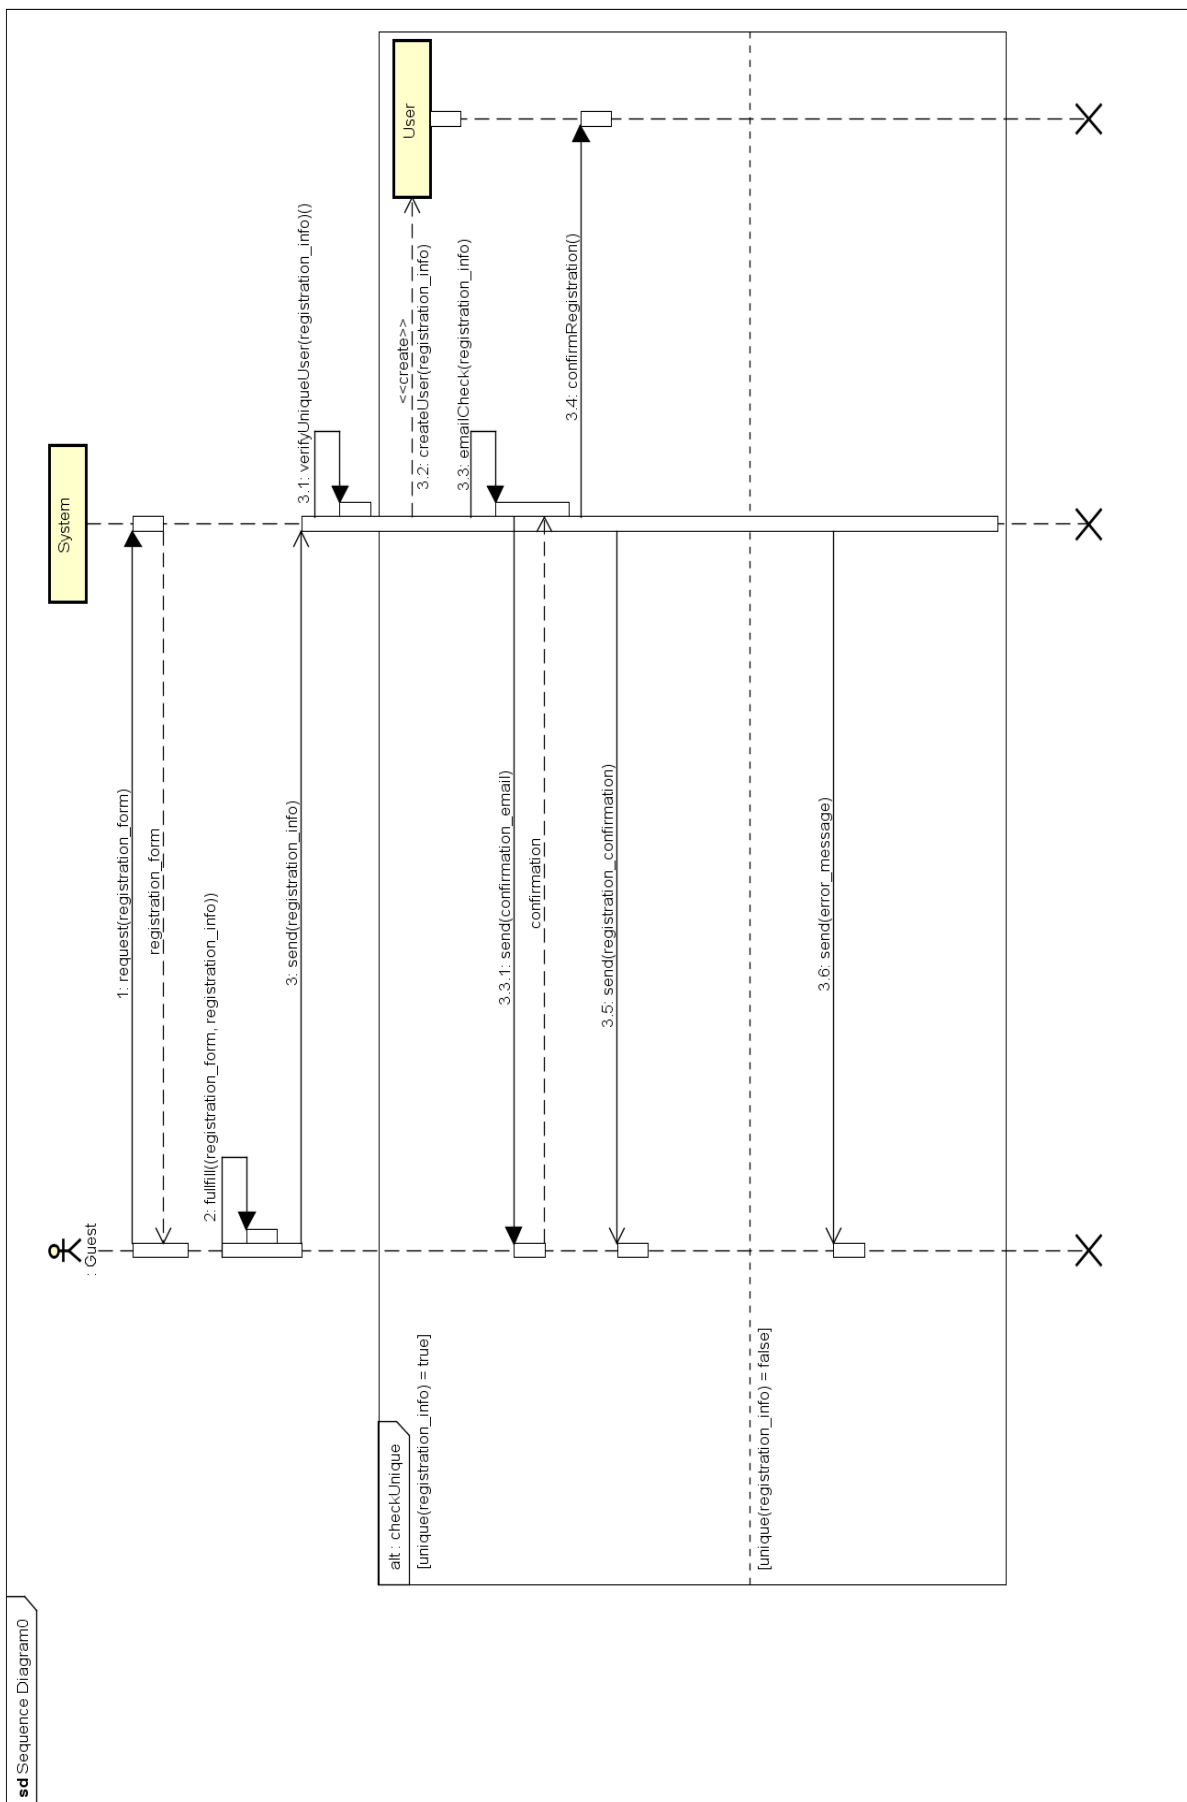 sd Sequence Diagram0
: Guest
System
1: request(registration_form)
registration_form
2: fullfill((registration_form, registration_info))
3: send(registration_info)
3.1: verifyUniqueUser(registration_info)()
alt : checkUnique
[unique(registration_info) = true]
User
<<create>>
3.2: createUser(registration_info)
3.3: emailCheck(registration_info)
3.3.1: send(confirmation_email)
confirmation
3.4: confirmRegistration()
3.5: send(registration_confirmation)
[unique(registration_info) = false]
3.6: send(error_message)